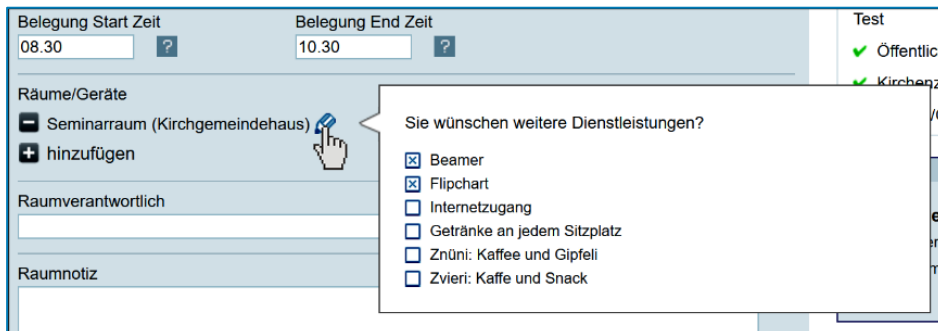 Belegung Start Zeit
Belegung End Zeit
08.30 ?
10.30 ?
Räume/Geräte
Seminarraum (Kirchgemeindehaus)
hinzufügen
Raumverantwortlich
Raumnotiz
Sie wünschen weitere Dienstleistungen?
Beamer
Flipchart
Internetzugang
Getränke an jedem Sitzplatz
Znüni: Kaffee und Gipfeli
Zvieri: Kaffe und Snack
Test
Öffentlic
Kirchenz